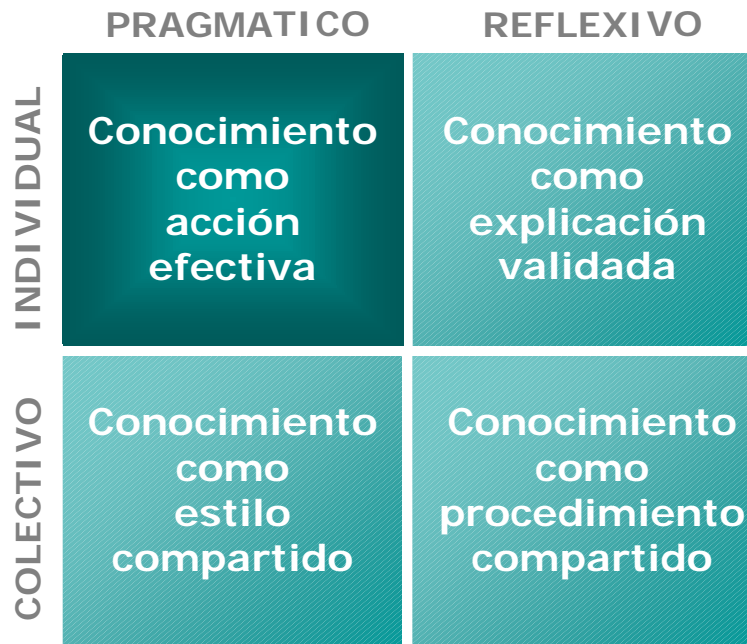 PRAGMATICO REFLEXIVO
INDIVIDUAL
Conocimiento
como
acción
efectiva
Conocimiento
como
explicación
validada
COLECTIVO
Conocimiento
como
estilo
compartido
Conocimiento
como
procedimiento
compartido